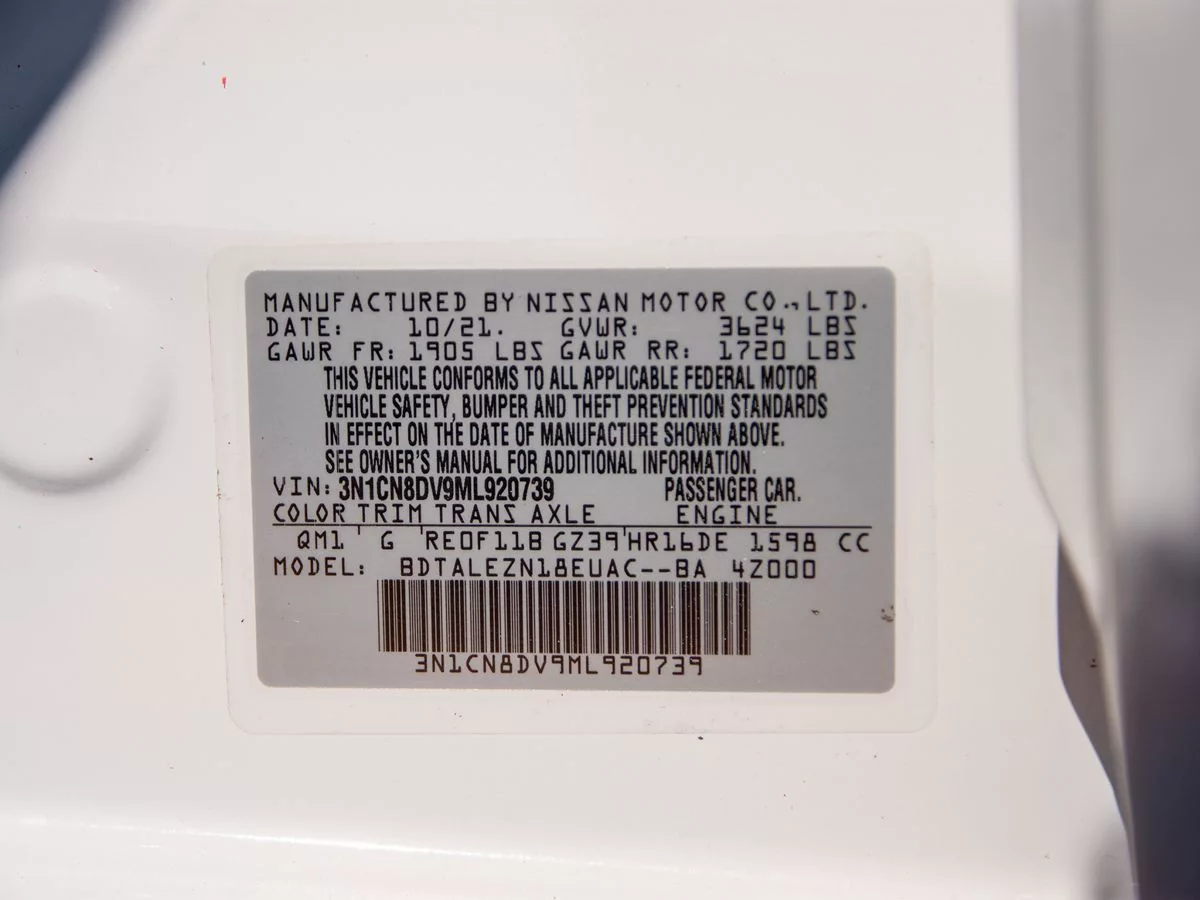 MANUFACTURED BY NISSAN MOTOR CO., LTD.
DATE: 10/21. GVWR: 3624 LBS
GAWR FR: 1905 LBS GAWR RR: 1720 LBS
THIS VEHICLE CONFORMS TO ALL APPLICABLE FEDERAL MOTOR
VEHICLE SAFETY, BUMPER AND THEFT PREVENTION STANDARDS
IN EFFECT ON THE DATE OF MANUFACTURE SHOWN ABOVE.
SEE OWNER'S MANUAL FOR ADDITIONAL INFORMATION.
VIN: 3N1CN8DV9ML920739 PASSENGER CAR.
COLOR TRIM TRANS AXLE ENGINE
QM1 G RE0F11B GZ39 HR16DE 1598 CC
MODEL: BDTALEZN18EUAC--BA 4Z000
3N1CN8DV9ML920739